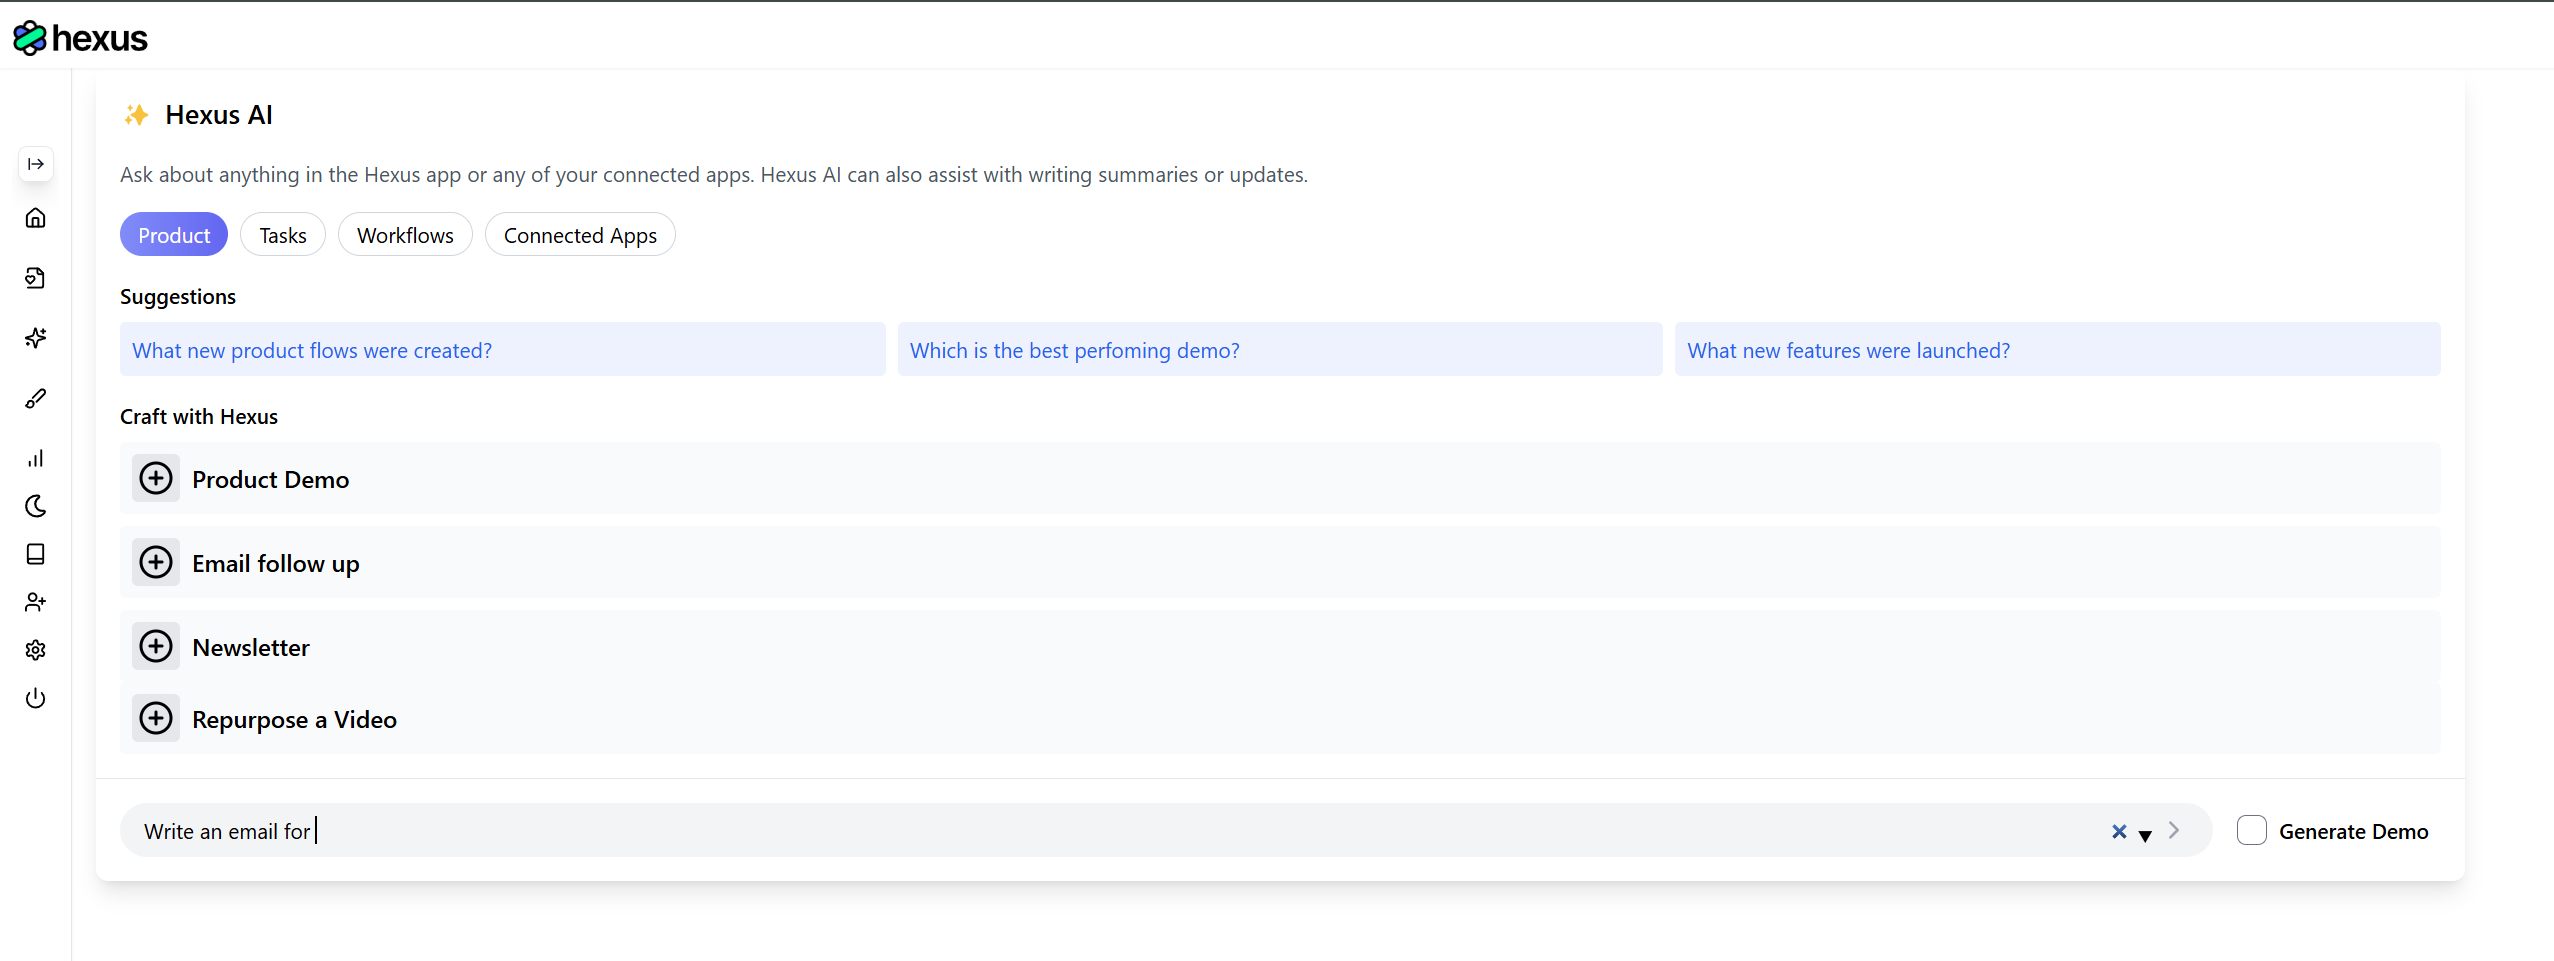 hexus
Hexus AI
Ask about anything in the Hexus app or any of your connected apps. Hexus AI can also assist with writing summaries or updates.
Product Tasks Workflows Connected Apps
Suggestions
What new product flows were created? Which is the best perfoming demo? What new features were launched?
Craft with Hexus
Product Demo
Email follow up
Newsletter
Repurpose a Video
Write an email for Generate Demo